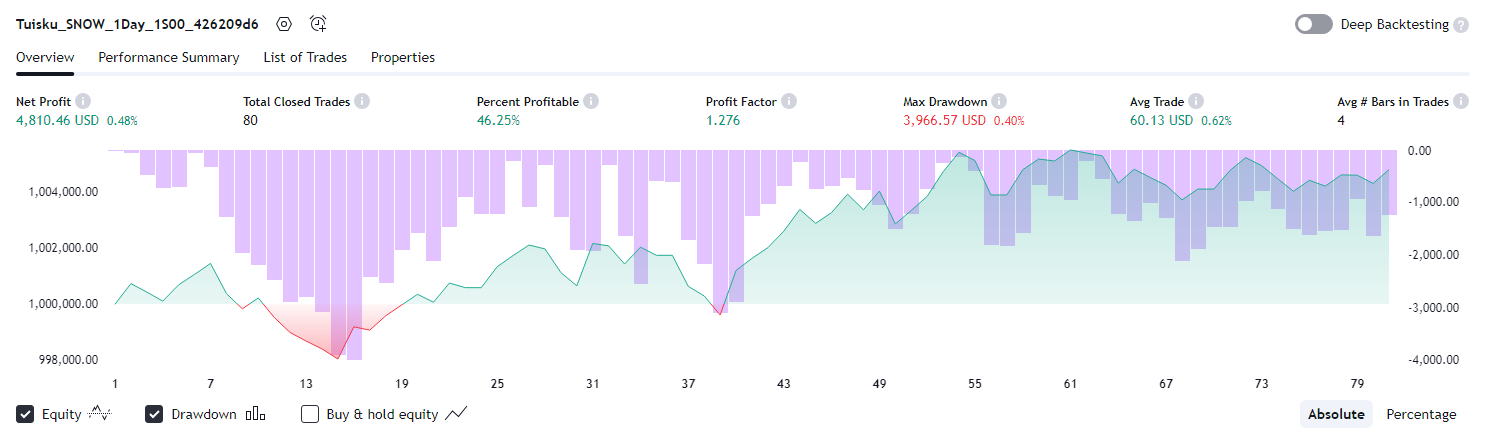 Tuisku_SNOW_1Day_1S00_426209d6
Deep Backtesting ?
Overview Performance Summary List of Trades Properties
Net Profit i Total Closed Trades i Percent Profitable i Profit Factor i Max Drawdown i Avg Trade i Avg # Bars in Trades i
4,810.46 USD 0.48% 80 46.25% 1.276 3,966.57 USD 0.40% 60.13 USD 0.62% 4
0.00
1,004,000.00
-1,000.00
1,002,000.00
-2,000.00
1,000,000.00
-3,000.00
998,000.00
-4,000.00
1 7 13 19 25 31 37 43 49 55 61 67 73 79
Equity Drawdown Buy & hold equity Absolute Percentage